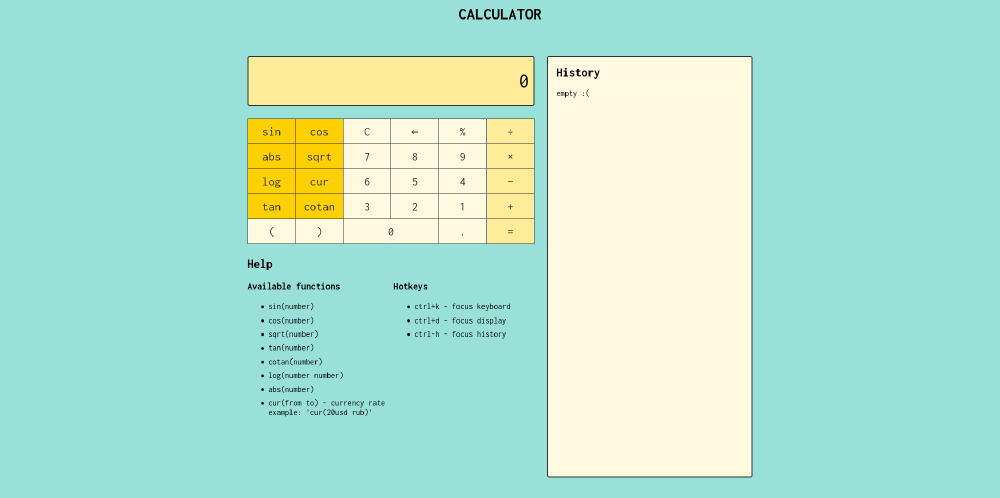 CALCULATOR
0
sin cos C ← % ÷
abs sqrt 7 8 9 ×
log cur 6 5 4 −
tan cotan 3 2 1 +
( ) 0 . =
History
empty :(
Help
Available functions
• sin(number)
• cos(number)
• sqrt(number)
• tan(number)
• cotan(number)
• log(number number)
• abs(number)
• cur(from to) - currency rate
example: 'cur(20usd rub)'
Hotkeys
• ctrl+k - focus keyboard
• ctrl+d - focus display
• ctrl-h - focus history